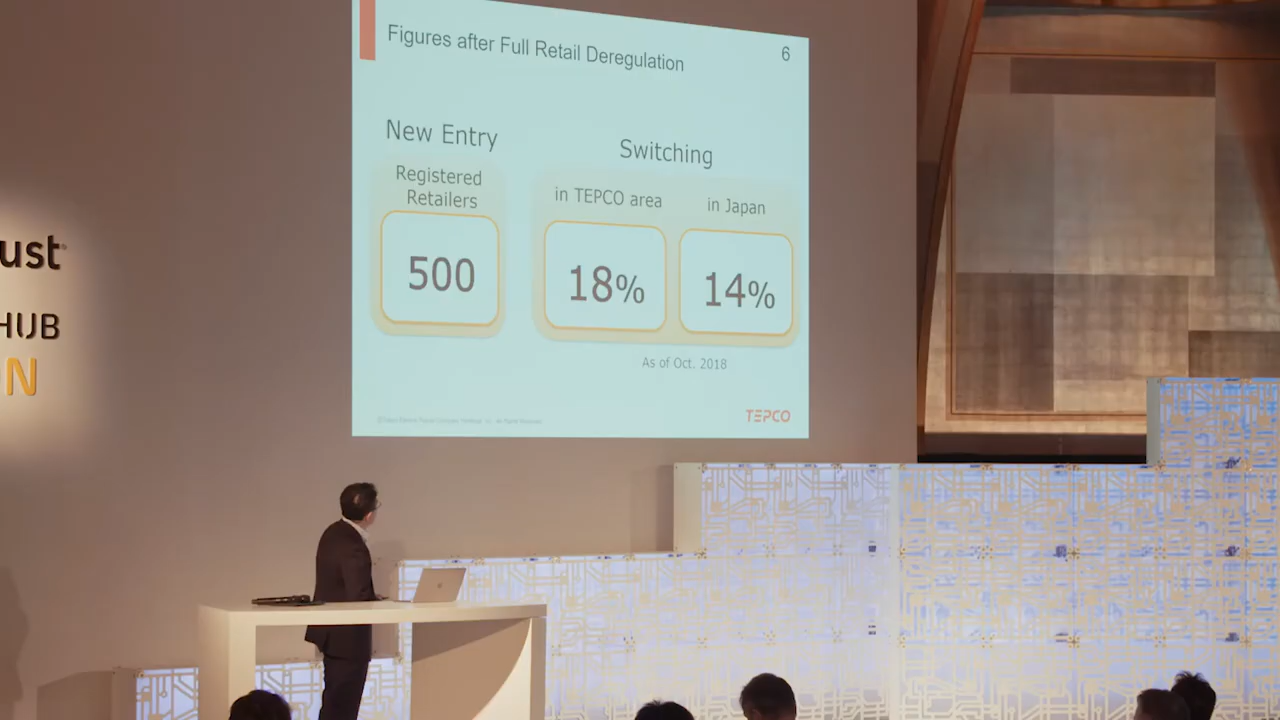 Figures after Full Retail Deregulation
6
New Entry
Registered
Retailers
500
Switching
in TEPCO area
in Japan
18%
14%
As of Oct. 2018
TEPCO
ust
HUB
N